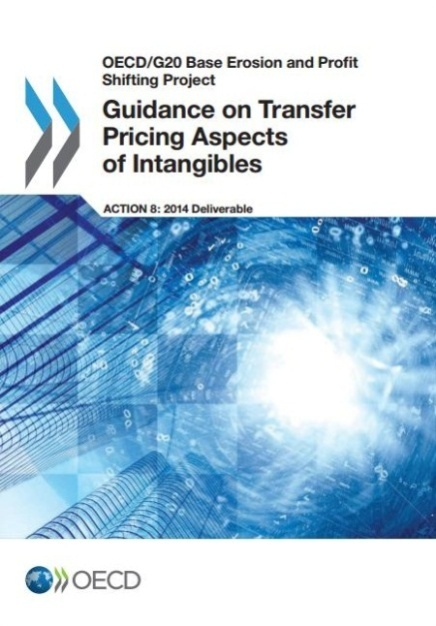 OECD/G20 Base Erosion and Profit
Shifting Project
Guidance on Transfer
Pricing Aspects
of Intangibles
ACTION 8: 2014 Deliverable
OECD